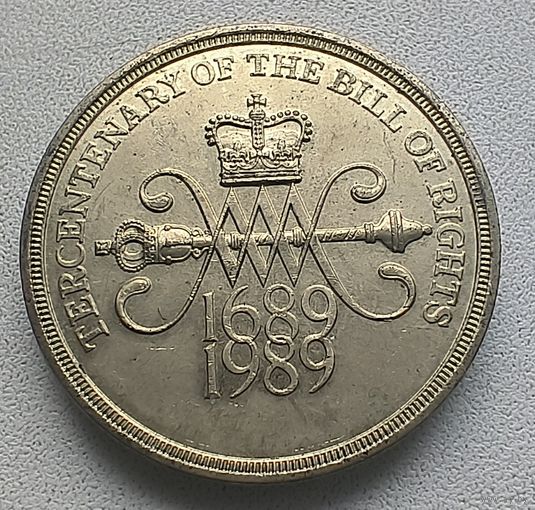 TERCENTENARY OF THE BILL OF RIGHTS
1689
1989